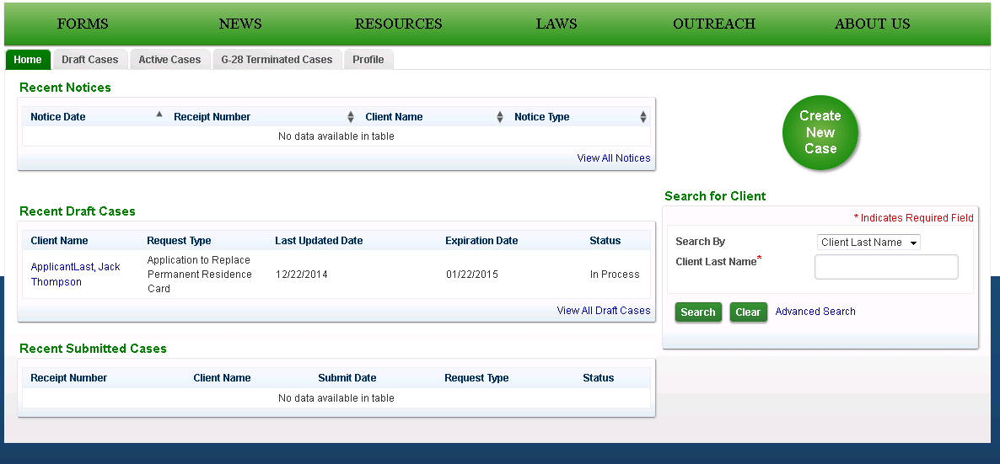 FORMS NEWS RESOURCES LAWS OUTREACH ABOUT US
Home Draft Cases Active Cases G-28 Terminated Cases Profile
Recent Notices
Notice Date Receipt Number Client Name Notice Type
No data available in table
View All Notices
Create
New
Case
Recent Draft Cases
Client Name Request Type Last Updated Date Expiration Date Status
ApplicantLast, Jack
Thompson
Application to Replace
Permanent Residence
Card
12/22/2014
01/22/2015
In Process
View All Draft Cases
Search for Client
* Indicates Required Field
Search By Client Last Name
Client Last Name*
Search Clear Advanced Search
Recent Submitted Cases
Receipt Number Client Name Submit Date Request Type Status
No data available in table